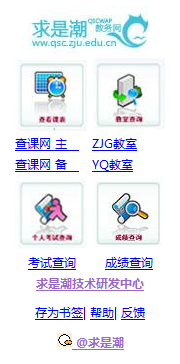 求是潮 QSCWAP 教务网
www.qsc.zju.edu.cn
查看课表 教室查询
查课网 主 ZJG教室
查课网 备 YQ教室
个人考试查询 成绩查询
考试查询 成绩查询
求是潮技术研发中心
存为书签| 帮助| 反馈
@求是潮